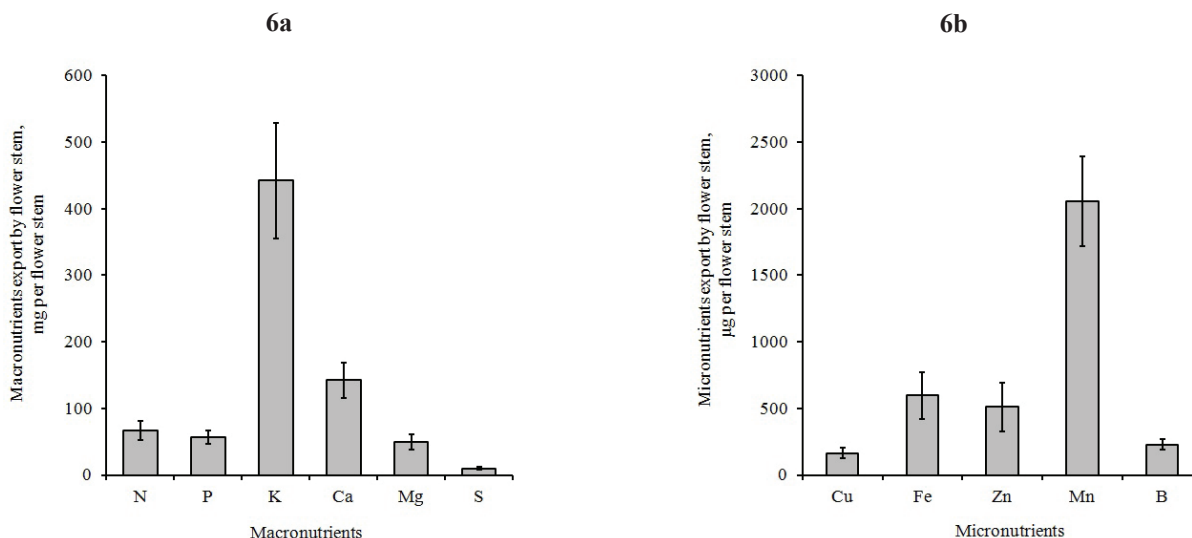 6a
Macronutrients export by flower stem,
mg per flower stem
600
500
400
300
200
100
0
N P K Ca Mg S
Macronutrients
6b
Micronutrients export by flower stem,
µg per flower stem
3000
2500
2000
1500
1000
500
0
Cu Fe Zn Mn B
Micronutrients